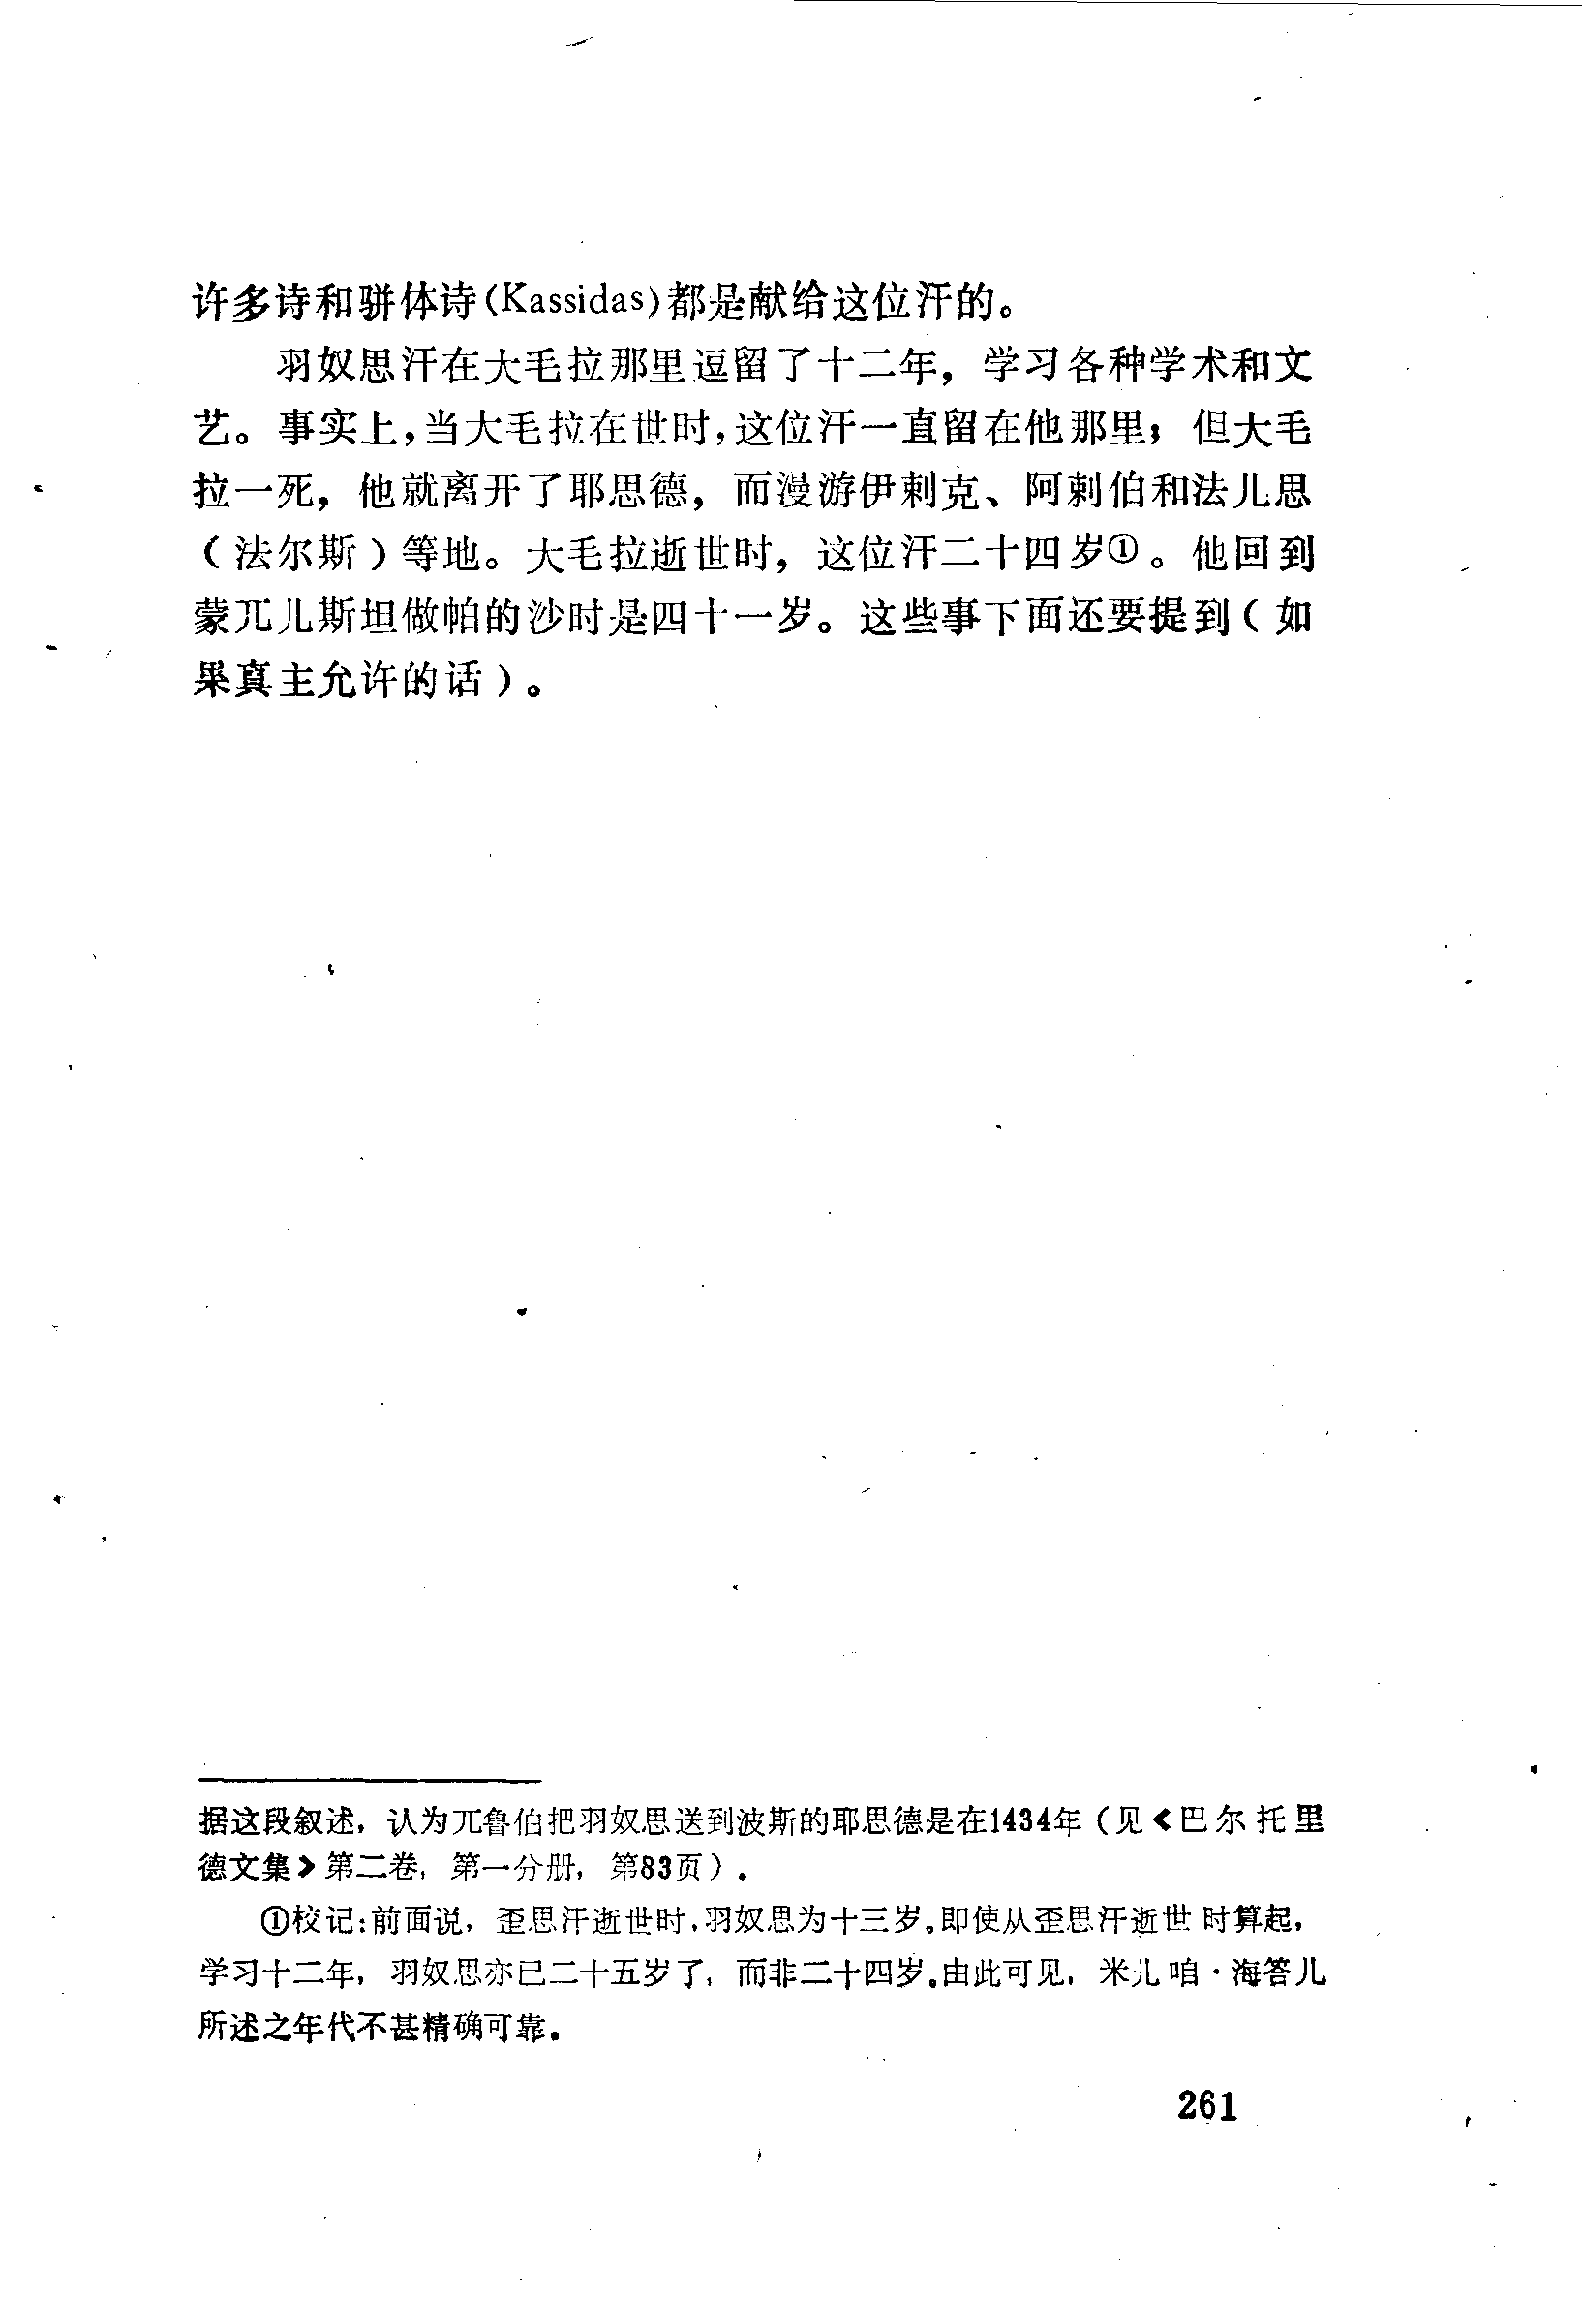 许多诗和骈体诗(Kassidas)都是献给这位汗的。
羽奴思汗在大毛拉那里逗留了十二年，学习各种学术和文
艺。事实上，当大毛拉在世时，这位汗一直留在他那里；但大毛
拉一死，他就离开了耶思德，而漫游伊剌克、阿剌伯和法儿思
（法尔斯）等地。大毛拉逝世时，这位汗二十四岁①。他回到
蒙兀儿斯坦做帕的沙时是四十一岁。这些事下面还要提到（如
果真主允许的话）。
据这段叙述，认为兀鲁伯把羽奴思送到波斯的耶思德是在1434年（见《巴尔托里
德文集》第二卷，第一分册，第83页）.
①校记：前面说，歪思汗逝世时，羽奴思为十三岁。即使从歪思汗逝世时算起，
学习十二年，羽奴思亦已二十五岁了，而非二十四岁。由此可见，米儿咱·海答儿
所述之年代不甚精确可靠。
261